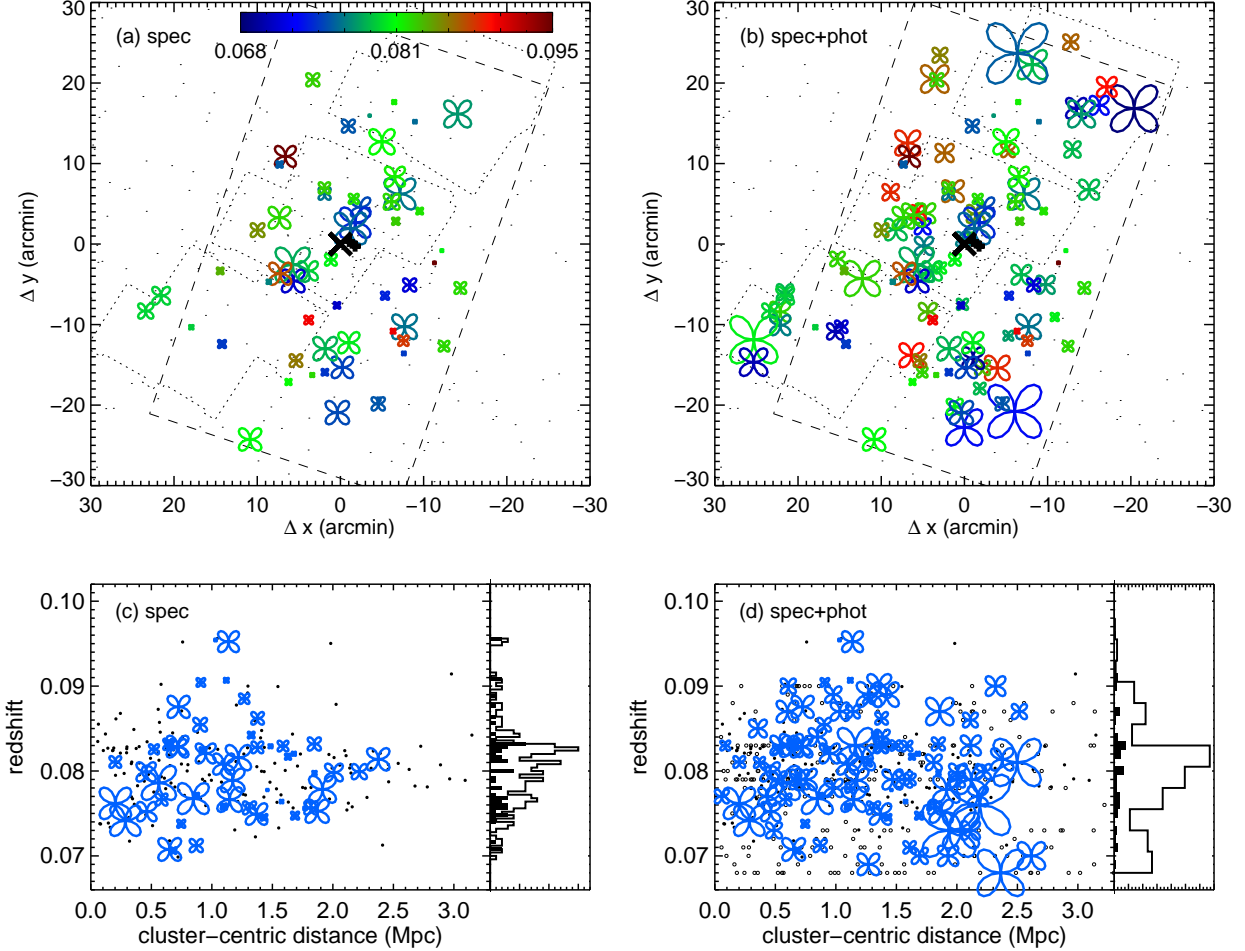 (a) spec
0.068 0.081 0.095
30
20
10
0
−10
−20
−30
Δ y (arcmin)
30 20 10 0 −10 −20 −30
Δ x (arcmin)
(b) spec+phot
30
20
10
0
−10
−20
−30
Δ y (arcmin)
30 20 10 0 −10 −20 −30
Δ x (arcmin)
(c) spec
0.10
0.09
0.08
0.07
redshift
0.0 0.5 1.0 1.5 2.0 2.5 3.0
cluster−centric distance (Mpc)
(d) spec+phot
0.10
0.09
0.08
0.07
redshift
0.0 0.5 1.0 1.5 2.0 2.5 3.0
cluster−centric distance (Mpc)